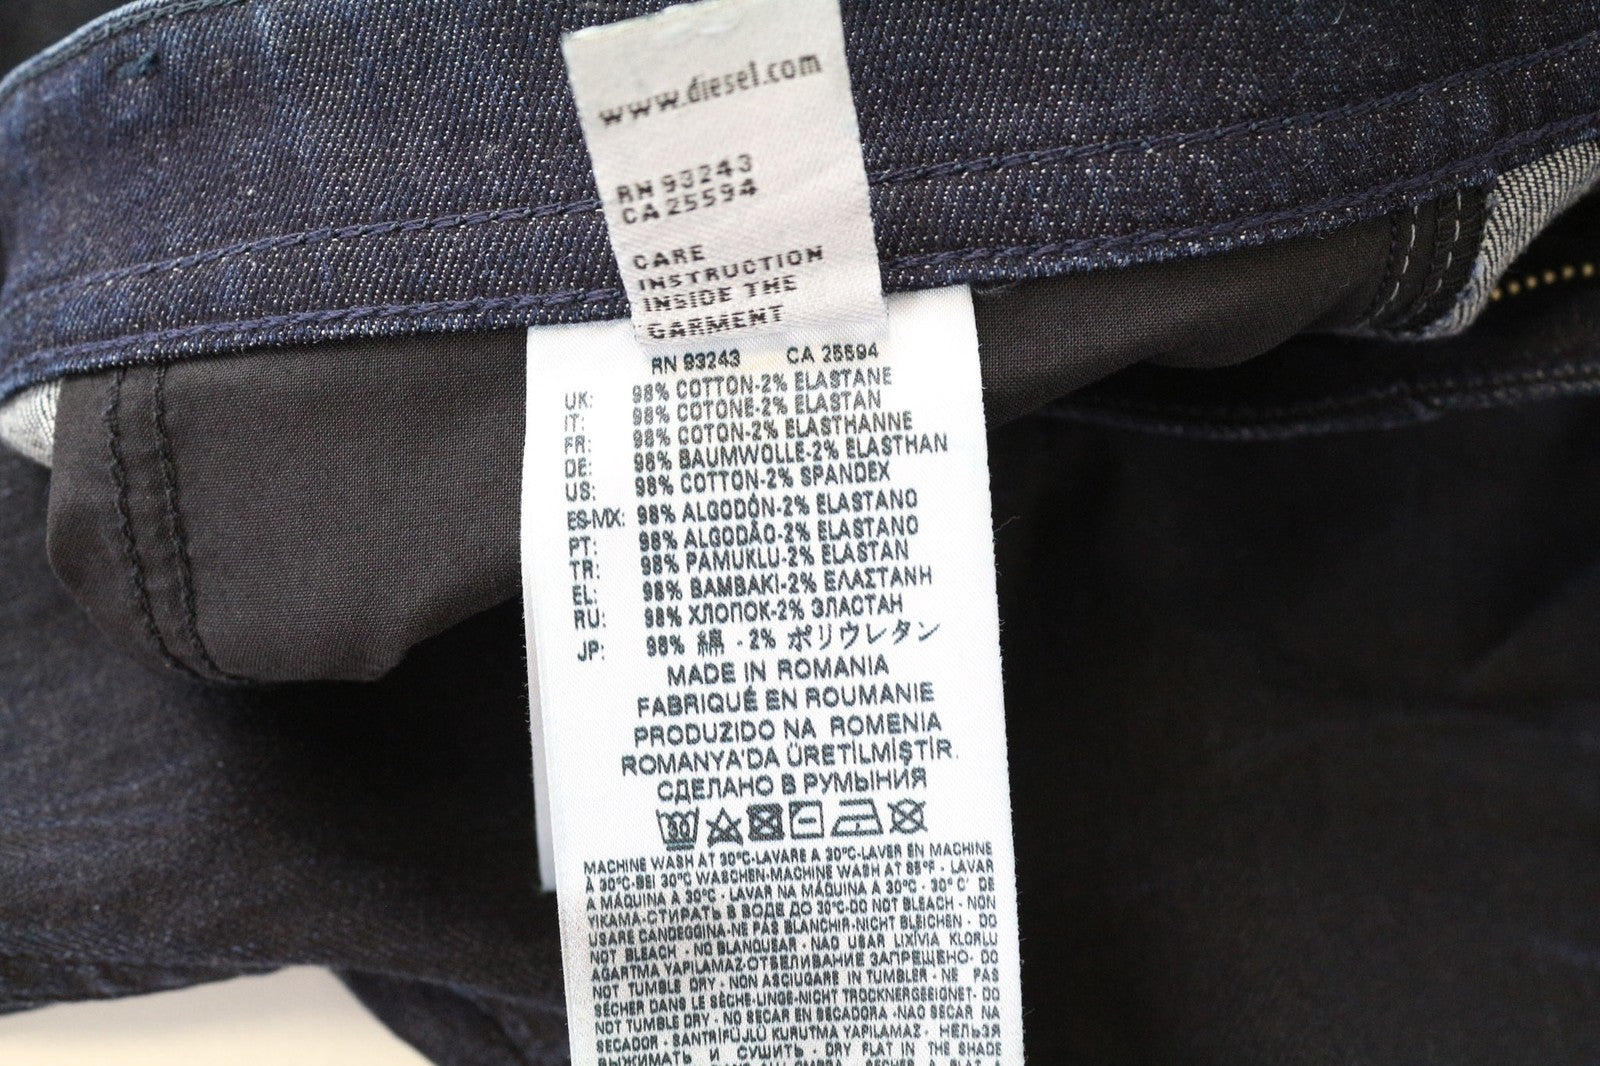 www.diesel.com
RN 93243
CA 25594
CARE
INSTRUCTION
INSIDE THE
GARMENT
RN 93243 CA 25594
UK: 98% COTTON-2% ELASTANE
IT: 98% COTONE-2% ELASTAN
FR: 98% COTON-2% ELASTHANNE
DE: 98% BAUMWOLLE-2% ELASTHAN
US: 98% COTTON-2% SPANDEX
ES-MX: 98% ALGODÓN-2% ELASTANO
PT: 98% ALGODÃO-2% ELASTANO
TR: 98% PAMUKLU-2% ELASTAN
EL: 98% ΒΑΜΒΑΚΙ-2% ΕΛΑΣΤΑΝΗ
RU: 98% ХЛОПОК-2% ЭЛАСТАН
JP: 98% 綿 - 2% ポリウレタン
MADE IN ROMANIA
FABRIQUÉ EN ROUMANIE
PRODUZIDO NA ROMENIA
ROMANYA'DA ÜRETİLMİŞTİR.
СДЕЛАНО В РУМЫНИЯ
30
MACHINE WASH AT 30°C-LAVARE A 30°C-LAVER EN MACHINE
À 30°C-BEI 30°C WASCHEN-MACHINE WASH AT 85°F - LAVAR
A MÁQUINA A 30°C - LAVAR NA MÁQUINA A 30°C - 30°C' DE
YIKAMA-СТИРАТЬ В ВОДЕ ДО 30°C-DO NOT BLEACH - NON
USARE CANDEGGINA-NE PAS BLANCHIR-NICHT BLEICHEN - DO
NOT BLEACH - NO BLANQUEAR - NAO USAR LIXÍVIA KLORLU
AGARTMA YAPILAMAZ-ОТБЕЛИВАНИЕ ЗАПРЕЩЕНО- DO
NOT TUMBLE DRY - NON ASCIUGARE IN TUMBLER - NE PAS
SÉCHER DANS LE SÈCHE-LINGE-NICHT TROCKNERGEEIGNET- DO
NOT TUMBLE DRY - NO SECAR EN SECADORA -NAO SECAR NA
SECADOR - SANTRIFÜJLÜ KURUTMA YAPILAMAZ - НЕЛЬЗЯ
ВЫЖИМАТЬ И СУШИТЬ - DRY FLAT IN THE SHADE